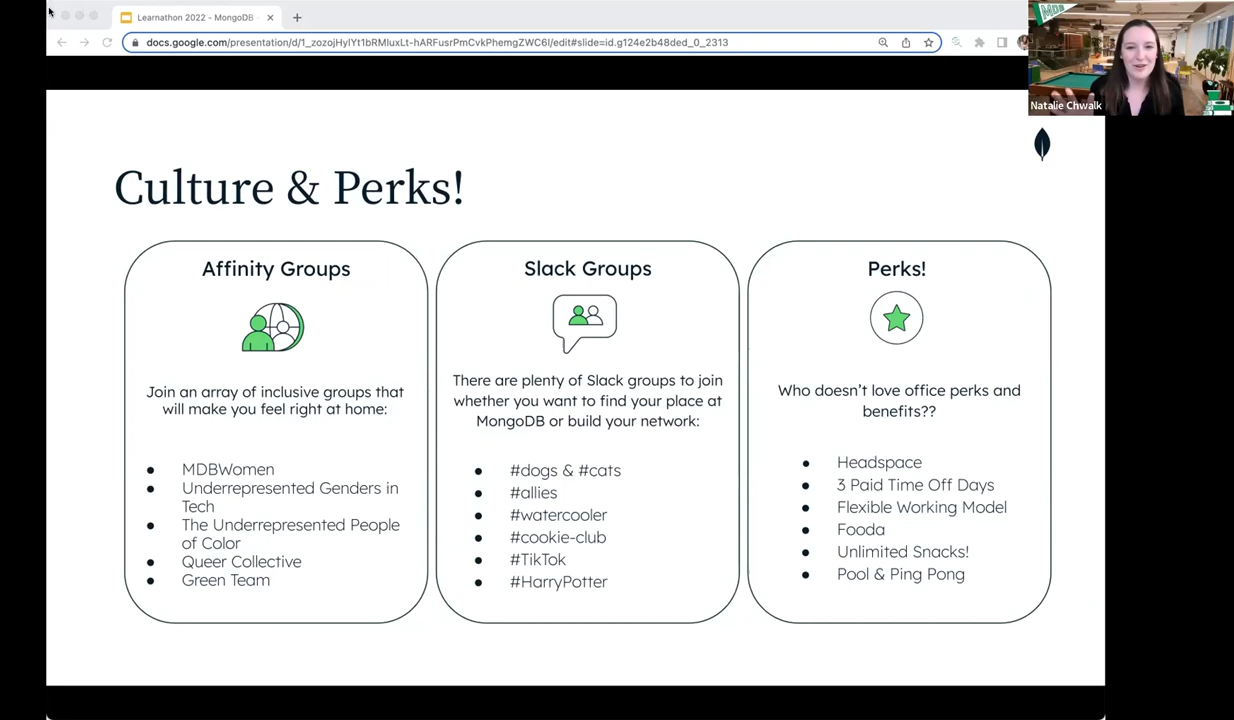 Learnathon 2022 - MongoDB
docs.google.com/presentation/d/1_zozojHylYt1bRMluxLt-hARFusrPmCvkPhemgZWC6I/edit#slide=id.g124e2b48ded_0_2313
MDB
Natalie Chwalk
Culture & Perks!
Affinity Groups
Join an array of inclusive groups that
will make you feel right at home:
● MDBWomen
● Underrepresented Genders in
Tech
● The Underrepresented People
of Color
● Queer Collective
● Green Team
Slack Groups
There are plenty of Slack groups to join
whether you want to find your place at
MongoDB or build your network:
● #dogs & #cats
● #allies
● #watercooler
● #cookie-club
● #TikTok
● #HarryPotter
Perks!
Who doesn’t love office perks and
benefits??
● Headspace
● 3 Paid Time Off Days
● Flexible Working Model
● Fooda
● Unlimited Snacks!
● Pool & Ping Pong